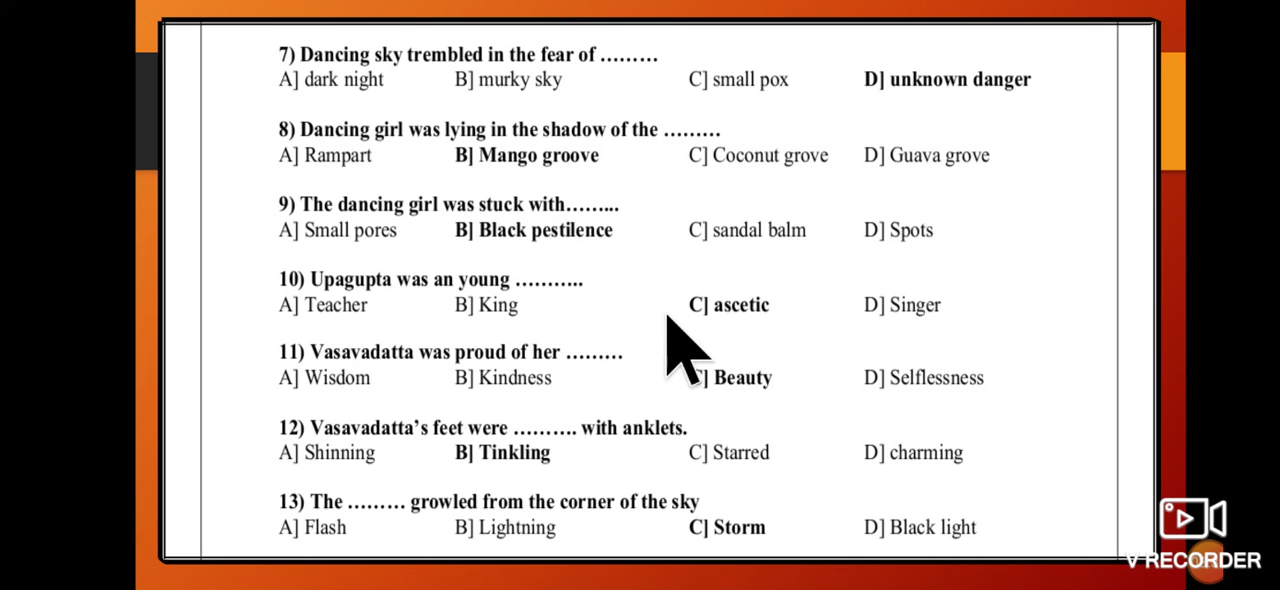 7) Dancing sky trembled in the fear of ………
A] dark night B] murky sky C] small pox D] unknown danger
8) Dancing girl was lying in the shadow of the ………
A] Rampart B] Mango groove C] Coconut grove D] Guava grove
9) The dancing girl was stuck with……...
A] Small pores B] Black pestilence C] sandal balm D] Spots
10) Upagupta was an young ………..
A] Teacher B] King C] ascetic D] Singer
11) Vasavadatta was proud of her ………
A] Wisdom B] Kindness C] Beauty D] Selflessness
12) Vasavadatta’s feet were ………. with anklets.
A] Shinning B] Tinkling C] Starred D] charming
13) The ……… growled from the corner of the sky
A] Flash B] Lightning C] Storm D] Black light
V RECORDER